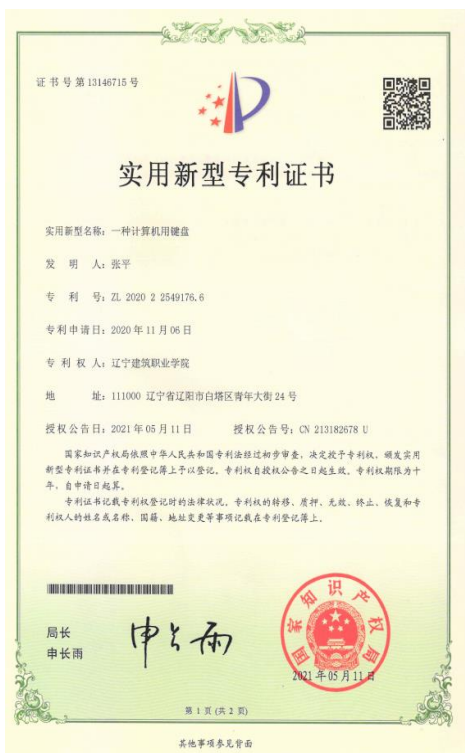 证书号第13146715号
实用新型专利证书
实用新型名称：一种计算机用键盘
发明人：张平
专利号：ZL 2020 2 2549176.6
专利申请日：2020年11月06日
专利权人：辽宁建筑职业学院
地址：111000 辽宁省辽阳市白塔区青年大街24号
授权公告日：2021年05月11日 授权公告号：CN 213182678 U
国家知识产权局依照中华人民共和国专利法经过初步审查，决定授予专利权，颁发实用
新型专利证书并在专利登记簿上予以登记。专利权自授权公告之日起生效。专利权期限为十
年，自申请日起算。
专利证书记载专利权登记时的法律状况。专利权的转移、质押、无效、终止、恢复和专
利权人的姓名或名称、国籍、地址变更等事项记载在专利登记簿上。
局长
申长雨
申长雨
国家知识产权局
2021年05月11日
第1页(共2页)
其他事项参见背面